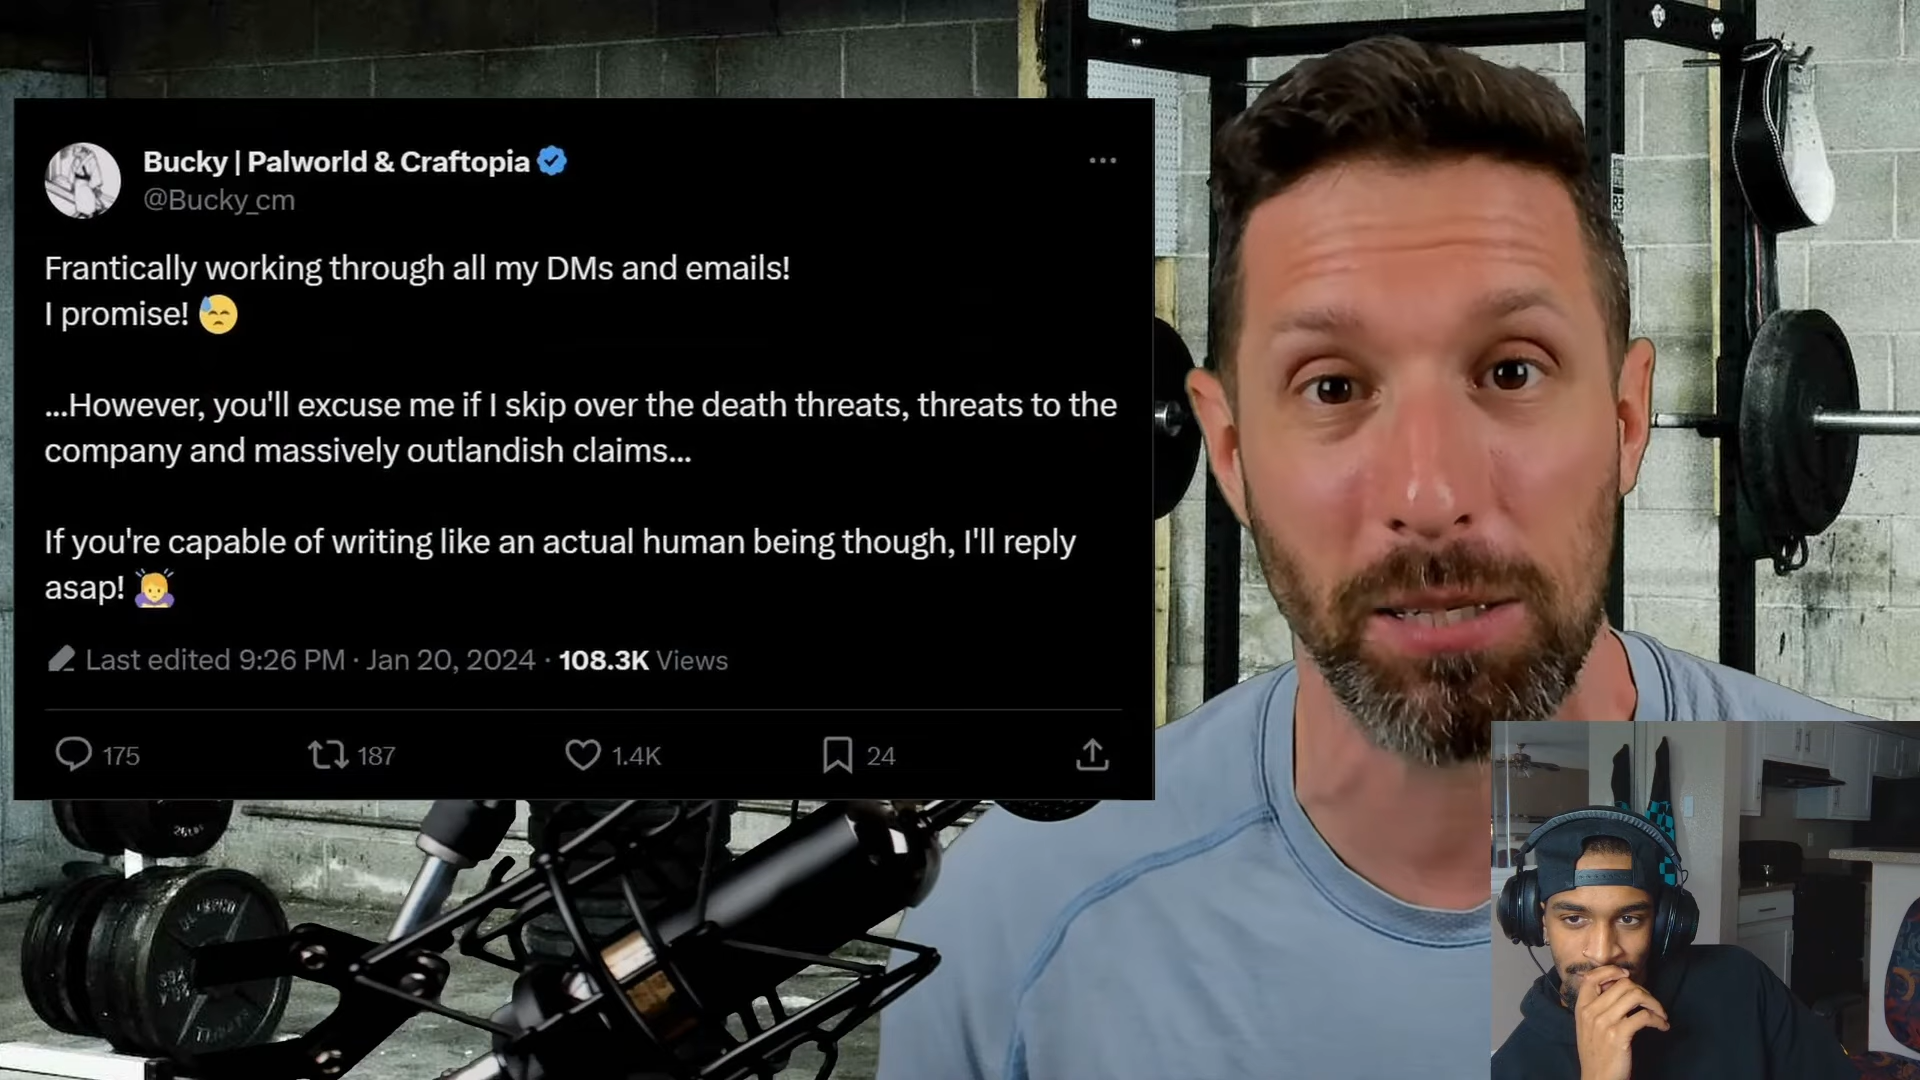 Bucky | Palworld & Craftopia
@Bucky_cm
Frantically working through all my DMs and emails!
I promise! 😓
...However, you'll excuse me if I skip over the death threats, threats to the
company and massively outlandish claims...
If you're capable of writing like an actual human being though, I'll reply
asap! 🙇
Last edited 9:26 PM · Jan 20, 2024 · 108.3K Views
175 187 1.4K 24